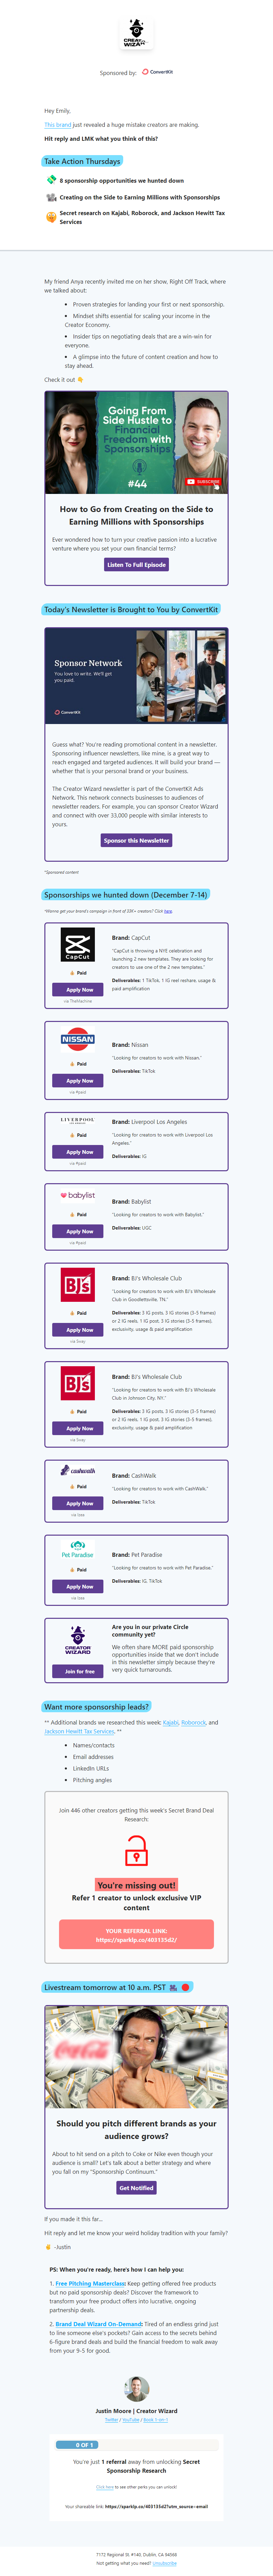 CREATOR
WIZARD
Sponsored by: ConvertKit
Hey Emily,
This brand just revealed a huge mistake creators are making.
Hit reply and LMK what you think of this?
Take Action Thursdays
💸 8 sponsorship opportunities we hunted down
Creating on the Side to Earning Millions with Sponsorships
Secret research on Kajabi, Roborock, and Jackson Hewitt Tax
Services
My friend Anya recently invited me on her show, Right Off Track, where
we talked about:
• Proven strategies for landing your first or next sponsorship.
• Mindset shifts essential for scaling your income in the
Creator Economy.
• Insider tips on negotiating deals that are a win-win for
everyone.
• A glimpse into the future of content creation and how to
stay ahead.
Check it out 👇
Going From
Side Hustle to
Financial
Freedom with
Sponsorships
#44
SUBSCRIBE
How to Go from Creating on the Side to
Earning Millions with Sponsorships
Ever wondered how to turn your creative passion into a lucrative
venture where you set your own financial terms?
Listen To Full Episode
Today's Newsletter is Brought to You by ConvertKit
Sponsor Network
You love to write. We'll get
you paid.
ConvertKit
Guess what? You're reading promotional content in a newsletter.
Sponsoring influencer newsletters, like mine, is a great way to
reach engaged and targeted audiences. It will build your brand —
whether that is your personal brand or your business.
The Creator Wizard newsletter is part of the ConvertKit Ads
Network. This network connects businesses to audiences of
newsletter readers. For example, you can sponsor Creator Wizard
and connect with over 33,000 people with similar interests to
yours.
Sponsor this Newsletter
*Sponsored content
Sponsorships we hunted down (December 7-14)
*Wanna get your brand's campaign in front of 33K+ creators? Click here.
CapCut
💰 Paid
Apply Now
via TheMachine
Brand: CapCut
"CapCut is throwing a NYE celebration and
launching 2 new templates. They are looking for
creators to use one of the 2 new templates."
Deliverables: 1 TikTok, 1 IG reel reshare, usage &
paid amplification
NISSAN
💰 Paid
Apply Now
via #paid
Brand: Nissan
"Looking for creators to work with Nissan."
Deliverables: TikTok
LIVERPOOL
LOS ANGELES
💰 Paid
Apply Now
via #paid
Brand: Liverpool Los Angeles
"Looking for creators to work with Liverpool Los
Angeles."
Deliverables: IG
babylist
💰 Paid
Apply Now
via #paid
Brand: Babylist
"Looking for creators to work with Babylist."
Deliverables: UGC
BJ's
💰 Paid
Apply Now
via Sway
Brand: BJ's Wholesale Club
"Looking for creators to work with BJ's Wholesale
Club in Goodlettsville, TN."
Deliverables: 3 IG posts, 3 IG stories (3-5 frames)
or 2 IG reels, 1 IG post, 3 IG stories (3-5 frames),
exclusivity, usage & paid amplification
BJ's
💰 Paid
Apply Now
via Sway
Brand: BJ's Wholesale Club
"Looking for creators to work with BJ's Wholesale
Club in Johnson City, NY."
Deliverables: 3 IG posts, 3 IG stories (3-5 frames)
or 2 IG reels, 1 IG post, 3 IG stories (3-5 frames),
exclusivity, usage & paid amplification
cashwalk
💰 Paid
Apply Now
via Izea
Brand: CashWalk
"Looking for creators to work with CashWalk."
Deliverables: TikTok
Pet Paradise
💰 Paid
Apply Now
via Izea
Brand: Pet Paradise
"Looking for creators to work with Pet Paradise."
Deliverables: IG, TikTok
CREATOR
WIZARD
Join for free
Are you in our private Circle
community yet?
We often share MORE paid sponsorship
opportunities inside that we don't include
in this newsletter simply because they're
very quick turnarounds.
Want more sponsorship leads?
** Additional brands we researched this week: Kajabi, Roborock, and
Jackson Hewitt Tax Services. **
• Names/contacts
• Email addresses
• LinkedIn URLs
• Pitching angles
Join 446 other creators getting this week's Secret Brand Deal
Research:
You're missing out!
Refer 1 creator to unlock exclusive VIP
content
YOUR REFERRAL LINK:
https://sparklp.co/403135d2/
Livestream tomorrow at 10 a.m. PST
Should you pitch different brands as your
audience grows?
About to hit send on a pitch to Coke or Nike even though your
audience is small? Let's talk about a better strategy and where
you fall on my "Sponsorship Continuum."
Get Notified
If you made it this far...
Hit reply and let me know your weird holiday tradition with your family?
-Justin
PS: When you're ready, here's how I can help you:
1. Free Pitching Masterclass: Keep getting offered free products
but no paid sponsorship deals? Discover the framework to
transform your free product offers into lucrative, ongoing
partnership deals.
2. Brand Deal Wizard On-Demand: Tired of an endless grind just
to line someone else's pockets? Gain access to the secrets behind
6-figure brand deals and build the financial freedom to walk away
from your 9-5 for good.
Justin Moore | Creator Wizard
Twitter / YouTube / Book 1-on-1
0 OF 1
You're just 1 referral away from unlocking Secret
Sponsorship Research
Click here to see other perks you can unlock!
Your shareable link: https://sparklp.co/403135d2?utm_source=email
7172 Regional St. #140, Dublin, CA 94568
Not getting what you need? Unsubscribe